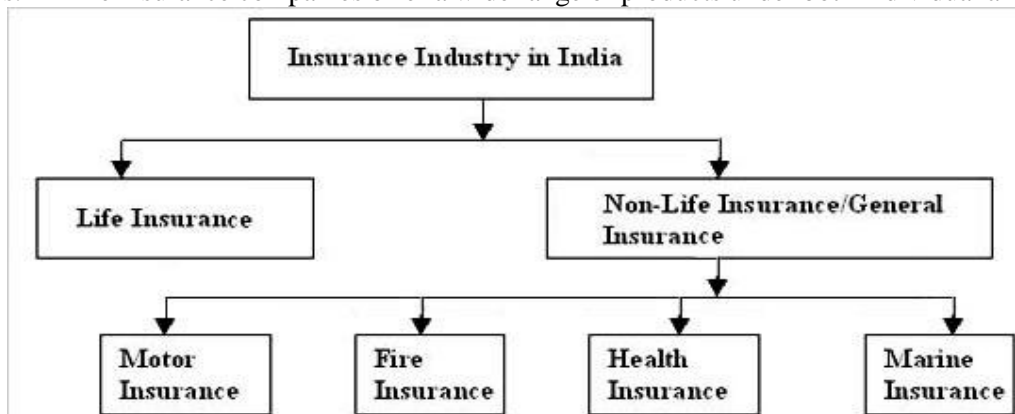 Insurance Industry in India
Life Insurance
Non-Life Insurance/General
Insurance
Motor
Insurance
Fire
Insurance
Health
Insurance
Marine
Insurance